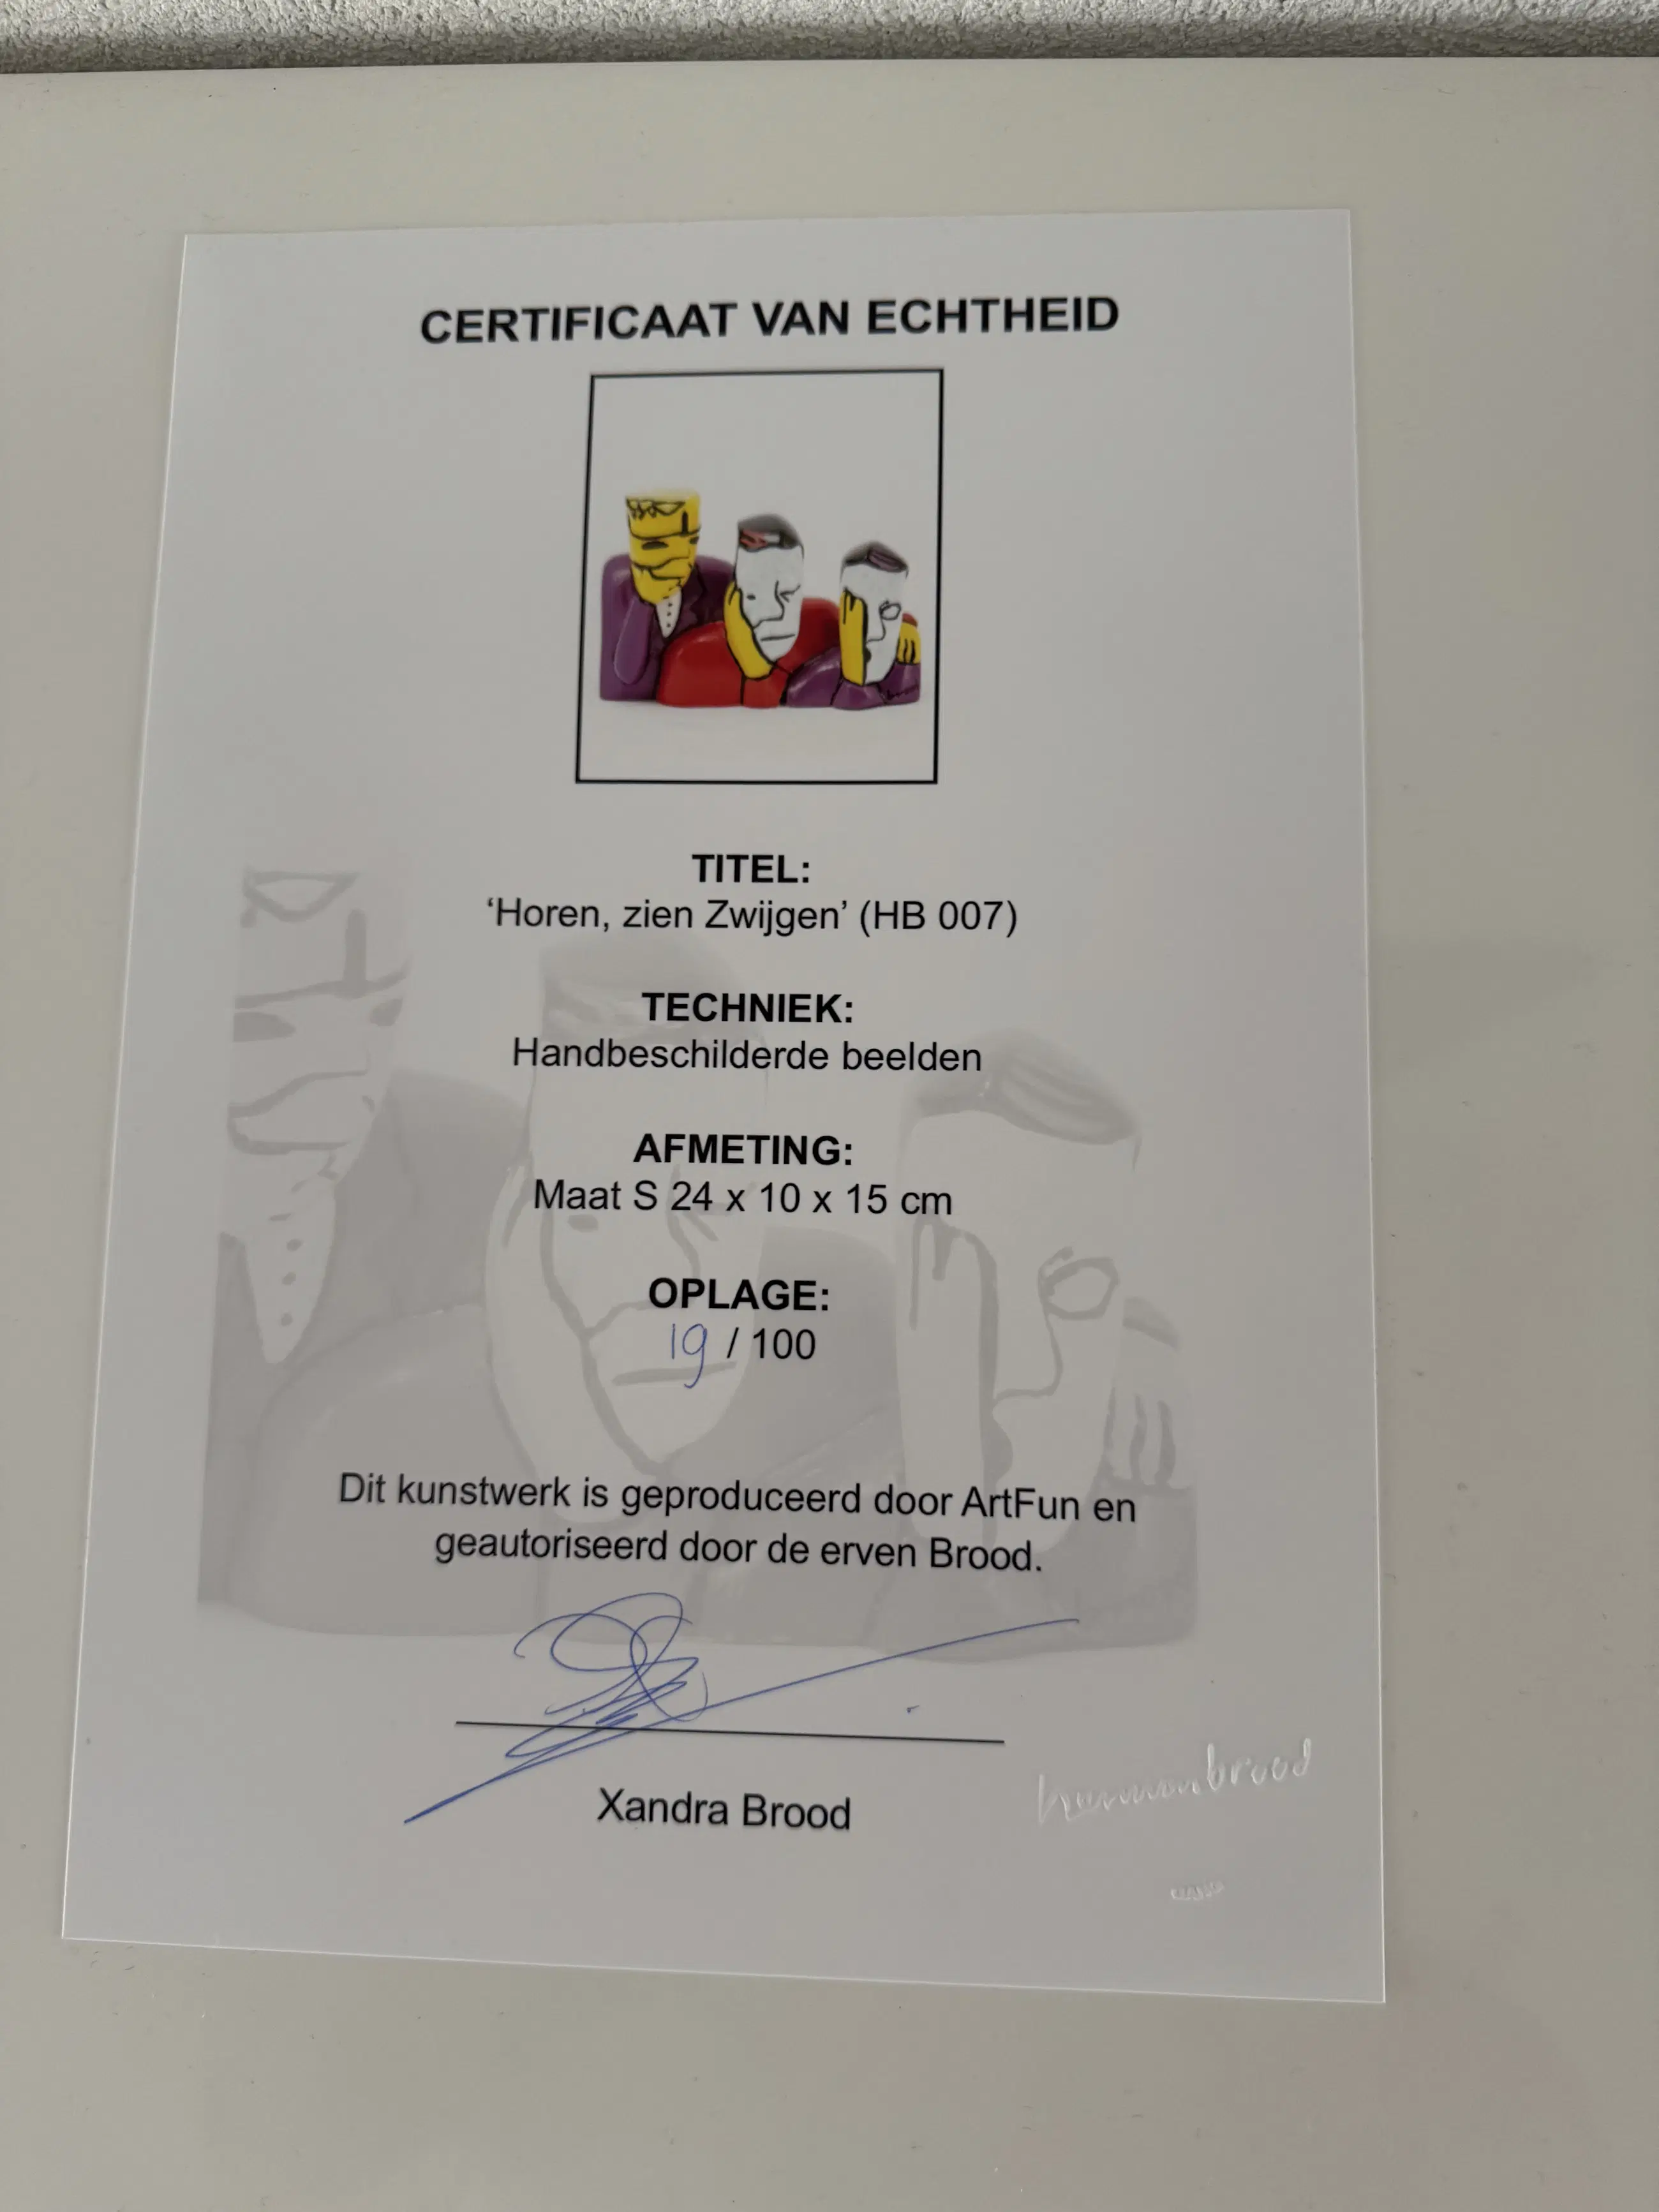 CERTIFICAAT VAN ECHTHEID
TITEL:
‘Horen, zien Zwijgen’ (HB 007)
TECHNIEK:
Handbeschilderde beelden
AFMETING:
Maat S 24 x 10 x 15 cm
OPLAGE:
19 / 100
Dit kunstwerk is geproduceerd door ArtFun en
geautoriseerd door de erven Brood.
Xandra Brood
hermanbrood